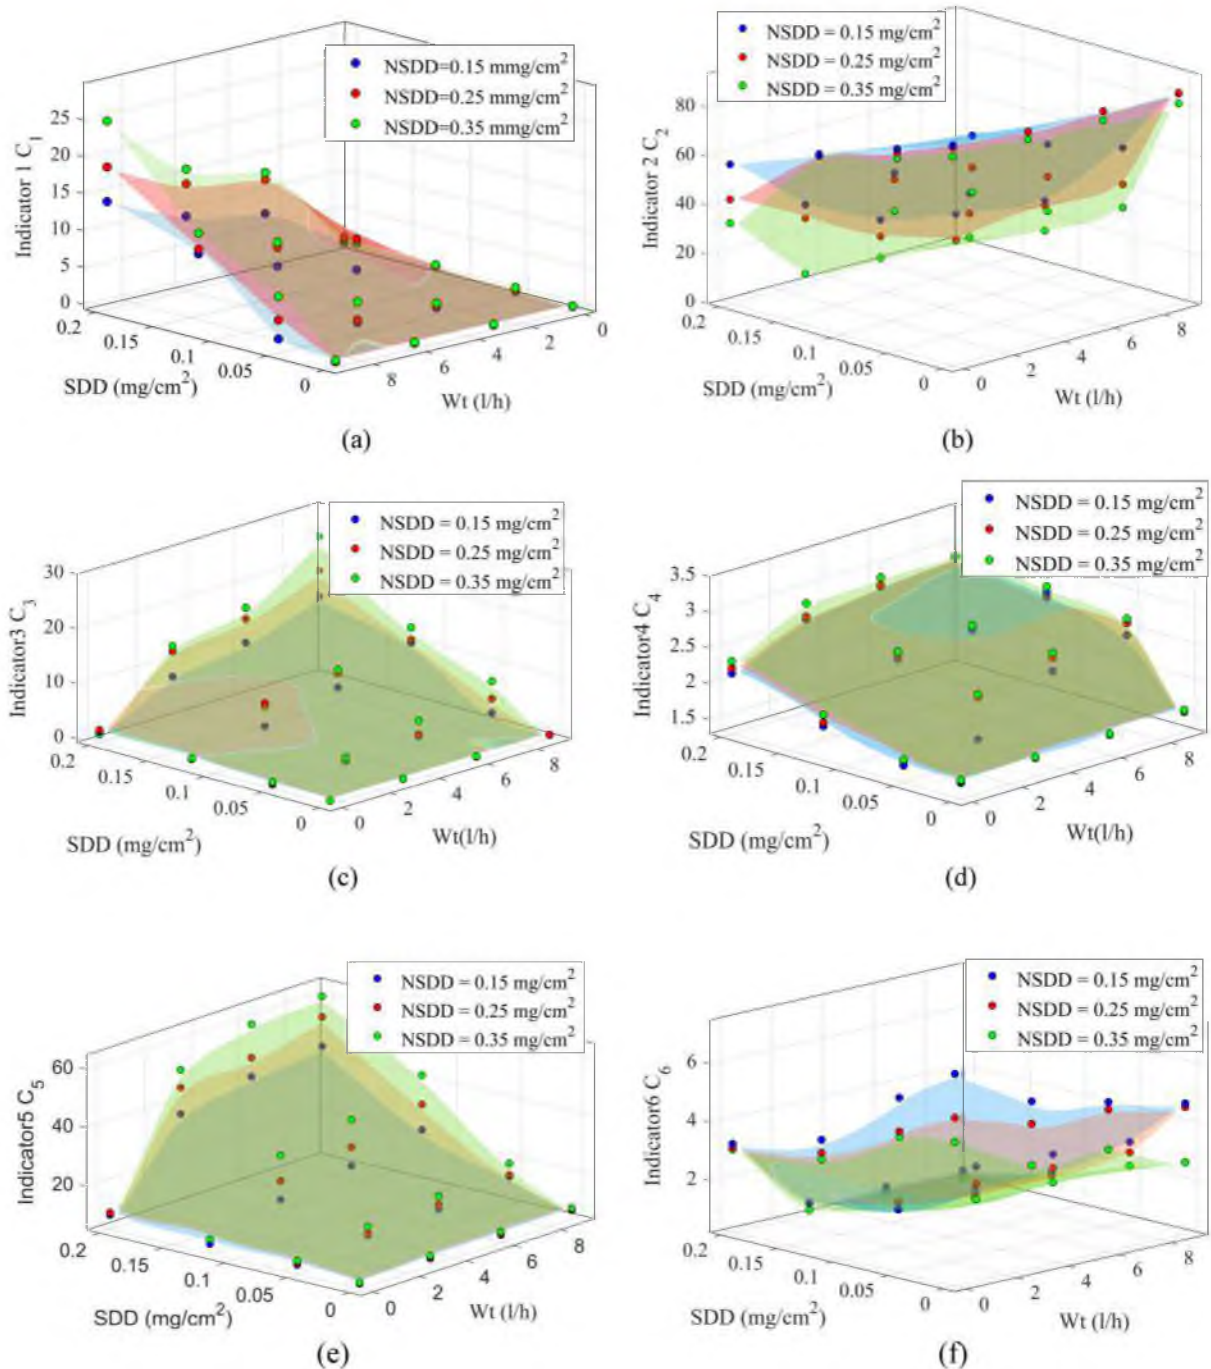 NSDD=0.15 mmg/cm2
NSDD=0.25 mmg/cm2
NSDD=0.35 mmg/cm2
Indicator 1 C1
25
20
15
10
5
0
0.2
0.15
0.1
0.05
0
SDD (mg/cm2)
8
6
4
2
0
Wt (l/h)
(a)
NSDD = 0.15 mg/cm2
NSDD = 0.25 mg/cm2
NSDD = 0.35 mg/cm2
Indicator 2 C2
80
60
40
20
0
0.2
0.15
0.1
0.05
0
SDD (mg/cm2)
0
2
4
6
8
Wt (l/h)
(b)
NSDD = 0.15 mg/cm2
NSDD = 0.25 mg/cm2
NSDD = 0.35 mg/cm2
Indicator3 C3
30
20
10
0
0.2
0.15
0.1
0.05
0
SDD (mg/cm2)
0
2
4
6
8
Wt(l/h)
(c)
NSDD = 0.15 mg/cm2
NSDD = 0.25 mg/cm2
NSDD = 0.35 mg/cm2
Indicator4 C4
3.5
3
2.5
2
1.5
0.2
0.15
0.1
0.05
0
SDD (mg/cm2)
0
2
4
6
8
Wt(l/h)
(d)
NSDD = 0.15 mg/cm2
NSDD = 0.25 mg/cm2
NSDD = 0.35 mg/cm2
Indicator5 C5
60
40
20
0.2
0.15
0.1
0.05
0
SDD (mg/cm2)
0
2
4
6
8
Wt (l/h)
(e)
NSDD = 0.15 mg/cm2
NSDD = 0.25 mg/cm2
NSDD = 0.35 mg/cm2
Indicator6 C6
6
4
2
0.2
0.15
0.1
0.05
0
SDD (mg/cm2)
0
2
4
6
8
Wt (l/h)
(f)